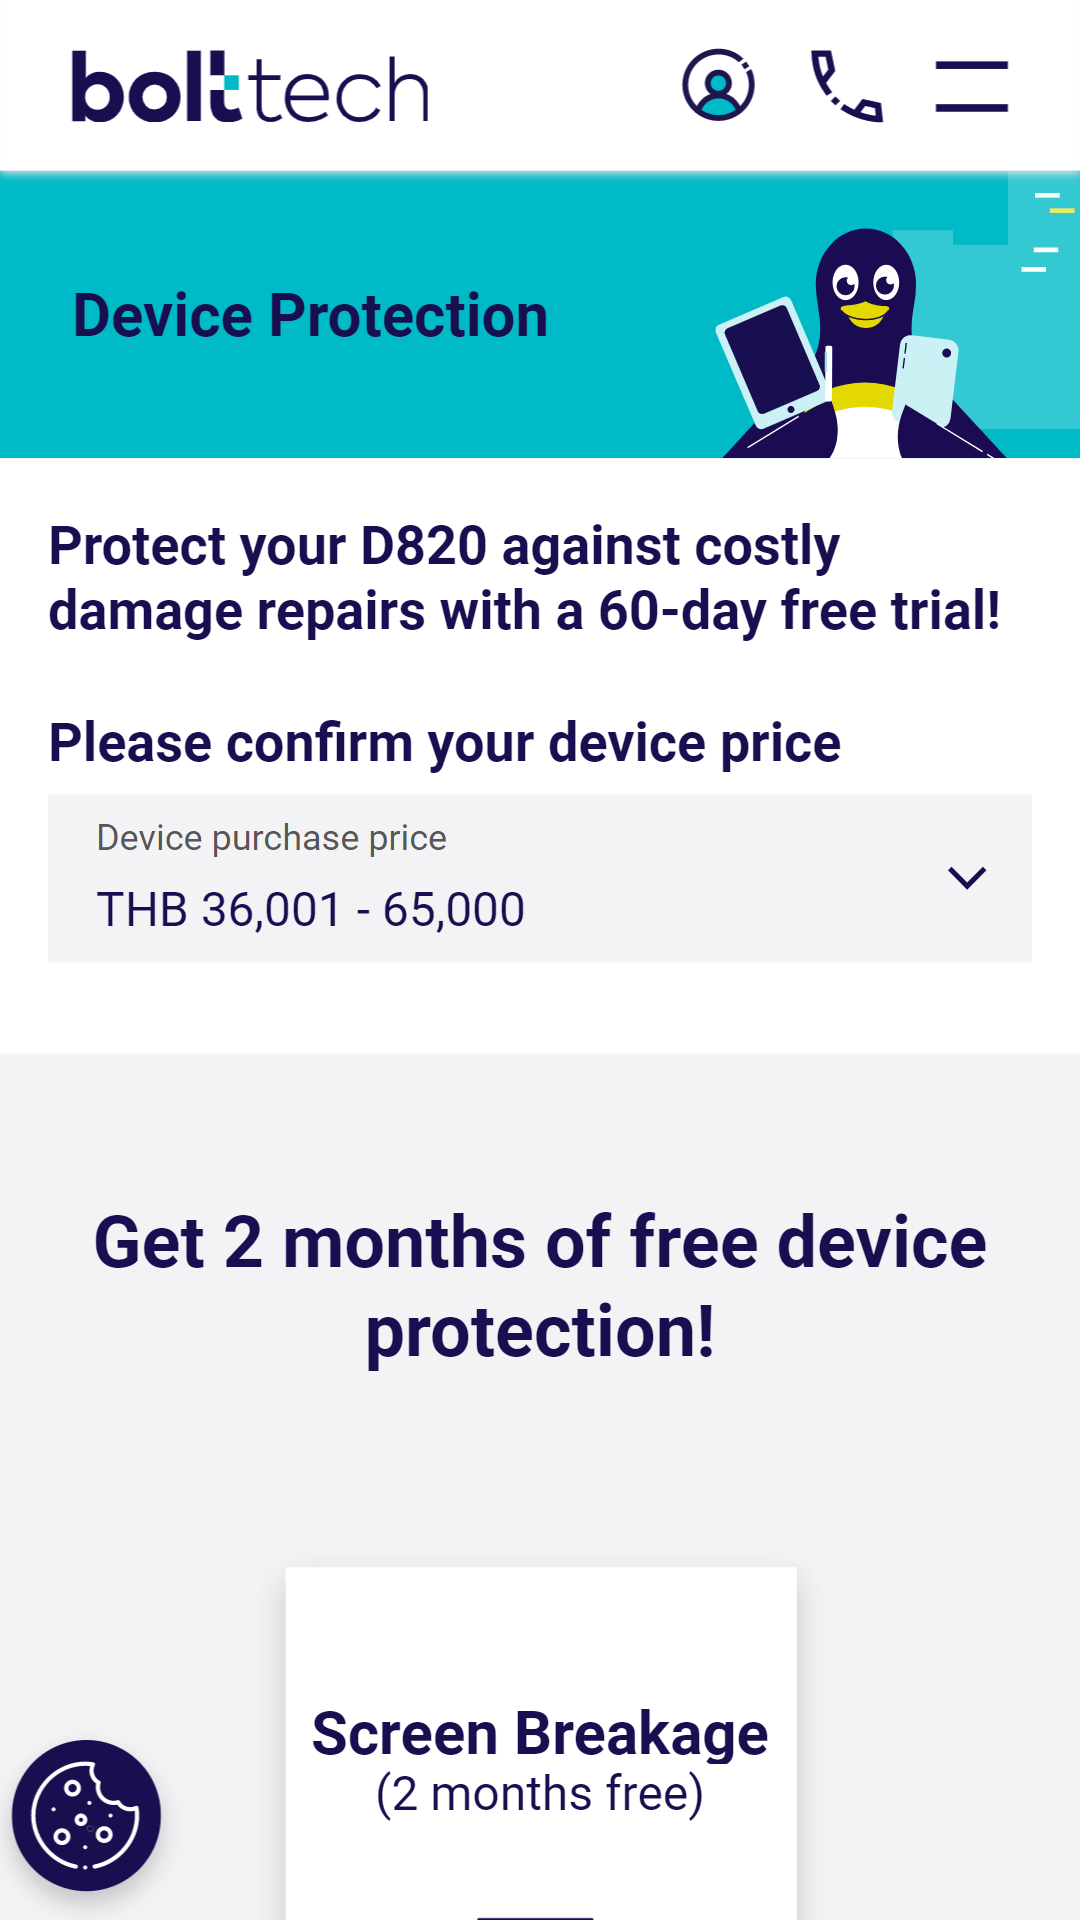 bolttech
Device Protection
Protect your D820 against costly
damage repairs with a 60-day free trial!
Please confirm your device price
Device purchase price
THB 36,001 - 65,000
Get 2 months of free device
protection!
Screen Breakage
(2 months free)